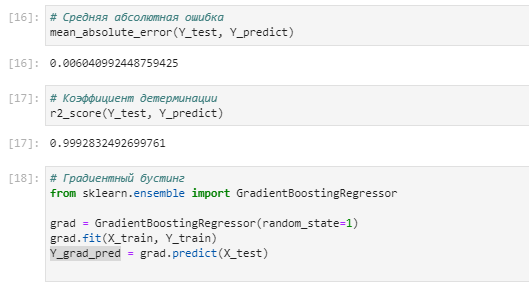 [16]: # Средняя абсолютная ошибка
mean_absolute_error(Y_test, Y_predict)
[16]: 0.006040992448759425
[17]: # Коэффициент детерминации
r2_score(Y_test, Y_predict)
[17]: 0.9992832492699761
[18]: # Градиентный бустинг
from sklearn.ensemble import GradientBoostingRegressor
grad = GradientBoostingRegressor(random_state=1)
grad.fit(X_train, Y_train)
Y_grad_pred = grad.predict(X_test)